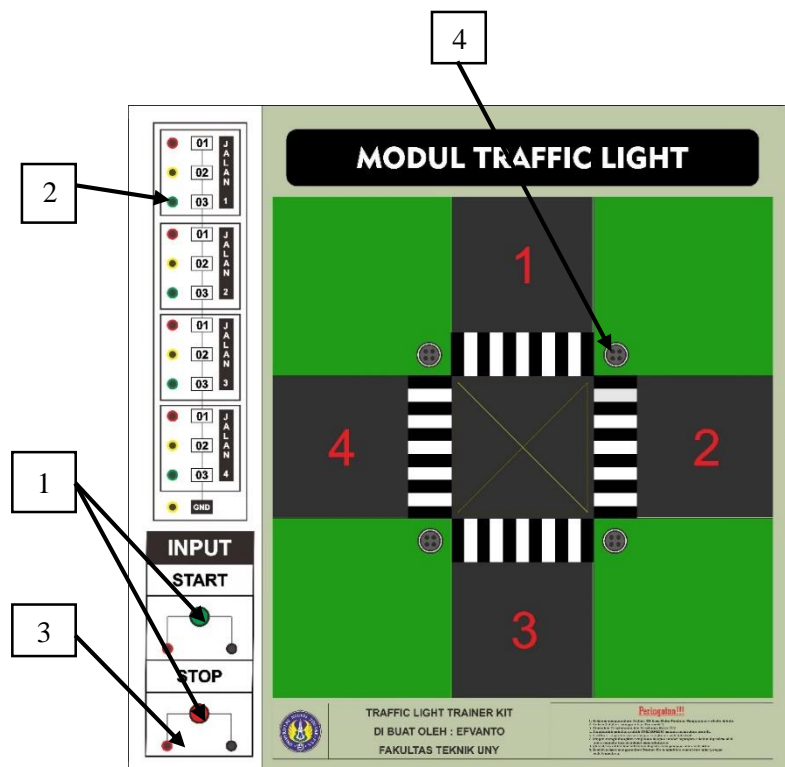 4
MODUL TRAFFIC LIGHT
2
01
02
03
JALAN 1
01
02
03
JALAN 2
01
02
03
JALAN 3
01
02
03
JALAN 4
GND
1
2
3
4
1
INPUT
START
3
STOP
TRAFFIC LIGHT TRAINER KIT
DI BUAT OLEH : EFVANTO
FAKULTAS TEKNIK UNY
Peringatan!!!